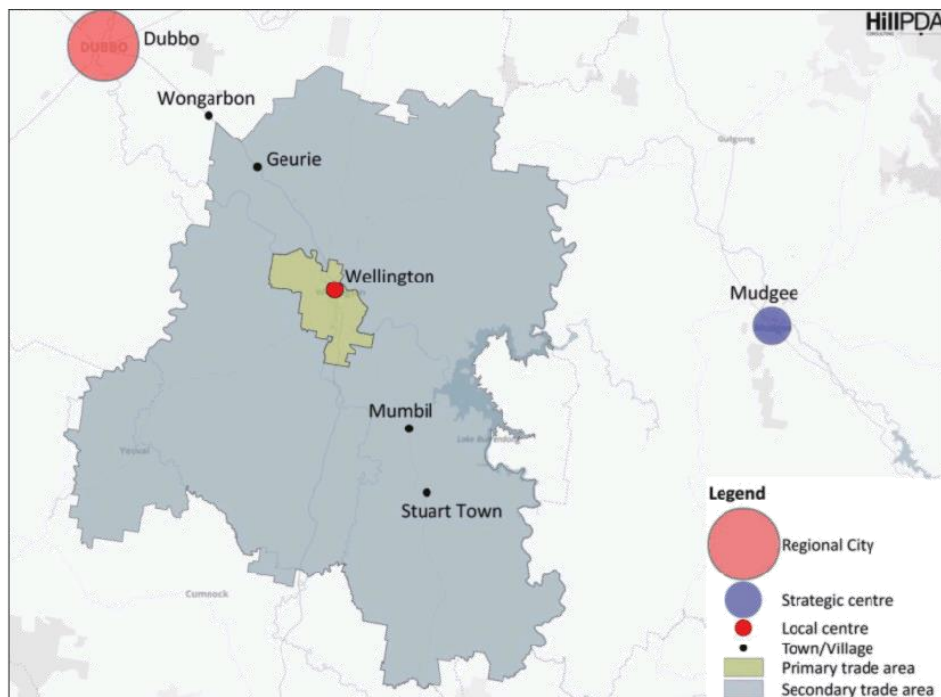 HillPDA
CONSULTING
Dubbo
DUBBO
Wongarbon
Geurie
Gulgong
Wellington
Mudgee
Mumbil
Yeoval
Lake Burrendong
Stuart Town
Cumnock
Legend
Regional City
Strategic centre
Local centre
Town/Village
Primary trade area
Secondary trade area